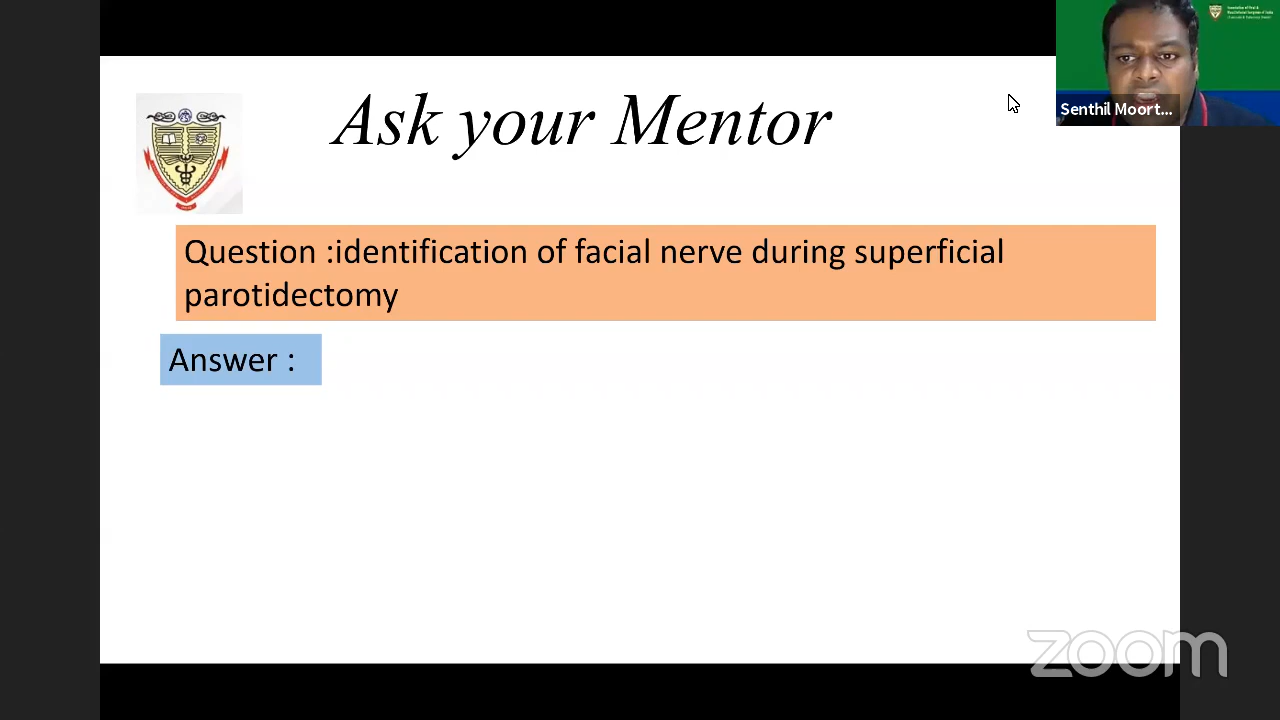 Ask your Mentor
Senthil Moort...
Question :identification of facial nerve during superficial
parotidectomy
Answer :
zoom